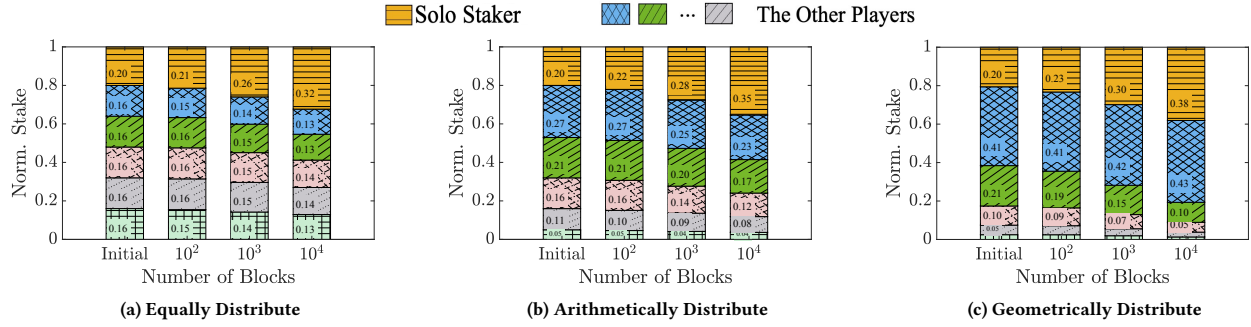 Solo Staker ... The Other Players
Norm. Stake
1
0.8
0.6
0.4
0.2
0
0.20 0.21 0.26 0.32
0.16 0.15 0.14 0.13
0.16 0.16 0.15 0.13
0.16 0.16 0.15 0.14
0.16 0.16 0.15 0.14
0.16 0.15 0.14 0.13
Initial 10² 10³ 10⁴
Number of Blocks
(a) Equally Distribute
Norm. Stake
1
0.8
0.6
0.4
0.2
0
0.20 0.22 0.28 0.35
0.27 0.27 0.25 0.23
0.21 0.21 0.20 0.17
0.16 0.16 0.14 0.12
0.11 0.10 0.09 0.08
0.05 0.05 0.04 0.04
Initial 10² 10³ 10⁴
Number of Blocks
(b) Arithmetically Distribute
Norm. Stake
1
0.8
0.6
0.4
0.2
0
0.20 0.23 0.30 0.38
0.41 0.41 0.42 0.43
0.21 0.19 0.15 0.10
0.10 0.09 0.07 0.05
0.05
Initial 10² 10³ 10⁴
Number of Blocks
(c) Geometrically Distribute